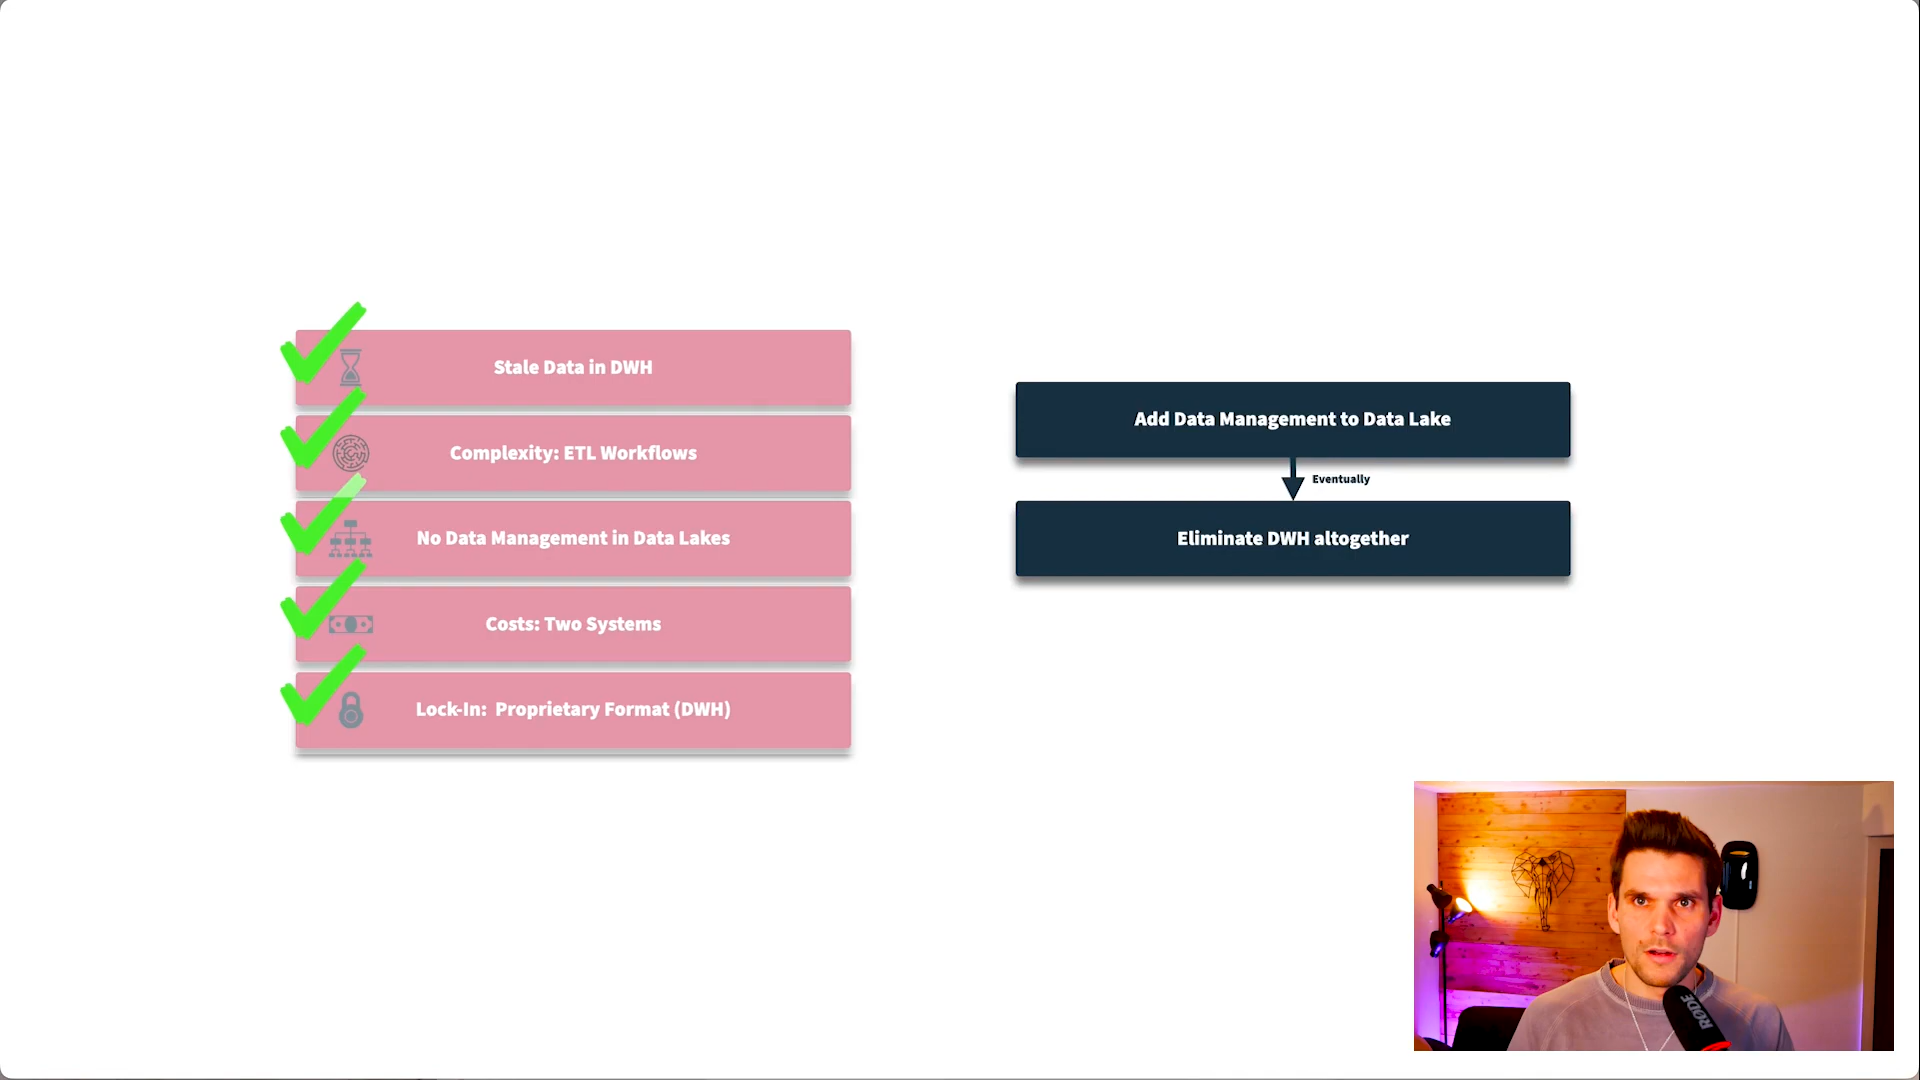 Stale Data in DWH
Complexity: ETL Workflows
No Data Management in Data Lakes
Costs: Two Systems
Lock-In:  Proprietary Format (DWH)
Add Data Management to Data Lake
Eventually
Eliminate DWH altogether
RØDE